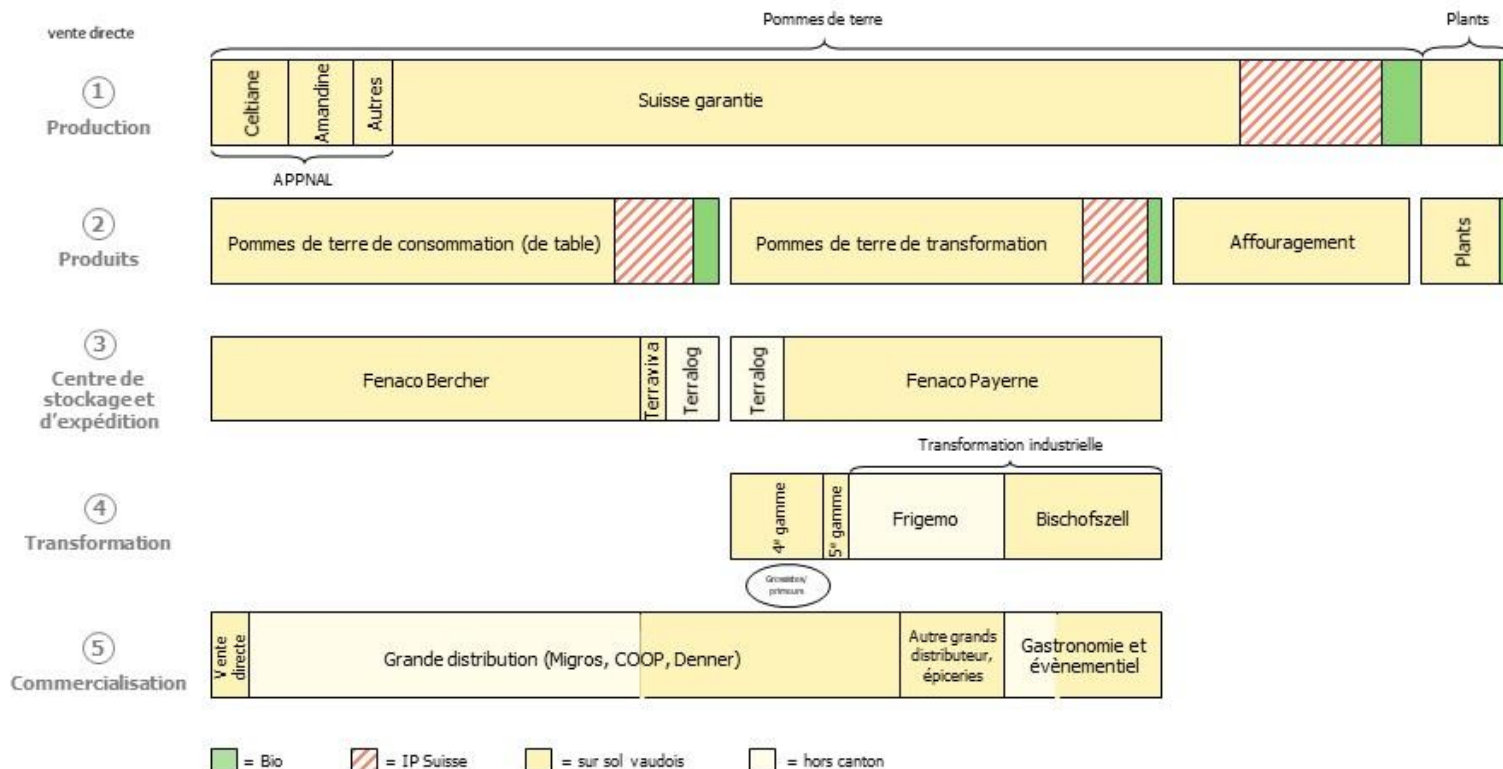 vente directe
Pommes de terre
Plants
1
Production
Celtiane
Amandine
Autres
Suisse garantie
APPNAL
2
Produits
Pommes de terre de consommation (de table)
Pommes de terre de transformation
Affouragement
Plants
3
Centre de
stockage et
d'expédition
Fenaco Bercher
Terraviva
Terralog
Terralog
Fenaco Payerne
Transformation industrielle
4
Transformation
4e gamme
5e gamme
Frigemo
Bischofszell
Grossistes/
primeurs
5
Commercialisation
Vente
directe
Grande distribution (Migros, COOP, Denner)
Autre grands
distributeur,
épiceries
Gastronomie et
évènementiel
= Bio
= IP Suisse
= sur sol vaudois
= hors canton